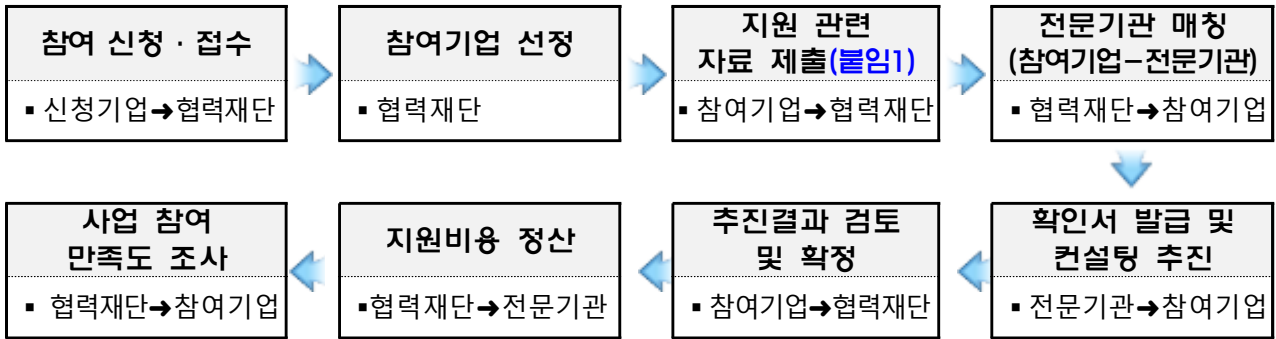 참여 신청 · 접수
▪ 신청기업➜협력재단
참여기업 선정
▪ 협력재단
지원 관련
자료 제출(붙임1)
▪ 참여기업➜협력재단
전문기관 매칭
(참여기업–전문기관)
▪ 협력재단➜참여기업
확인서 발급 및
컨설팅 추진
▪ 전문기관➜참여기업
추진결과 검토
및 확정
▪ 참여기업➜협력재단
지원비용 정산
▪협력재단➜전문기관
사업 참여
만족도 조사
▪ 협력재단➜참여기업